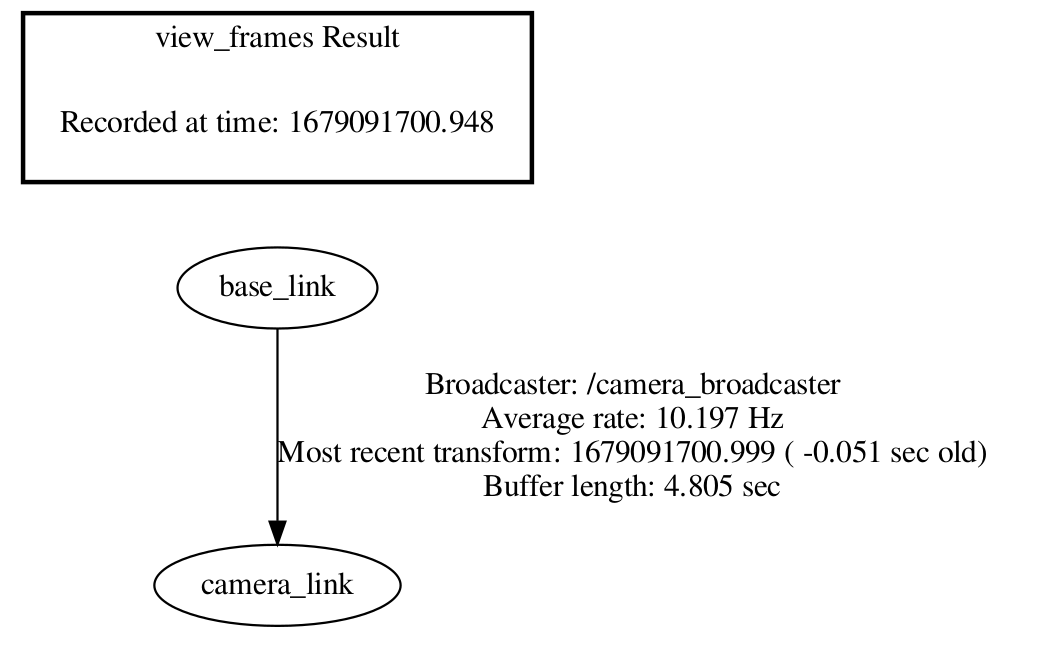 view_frames Result
Recorded at time: 1679091700.948
base_link
Broadcaster: /camera_broadcaster
Average rate: 10.197 Hz
Most recent transform: 1679091700.999 ( -0.051 sec old)
Buffer length: 4.805 sec
camera_link